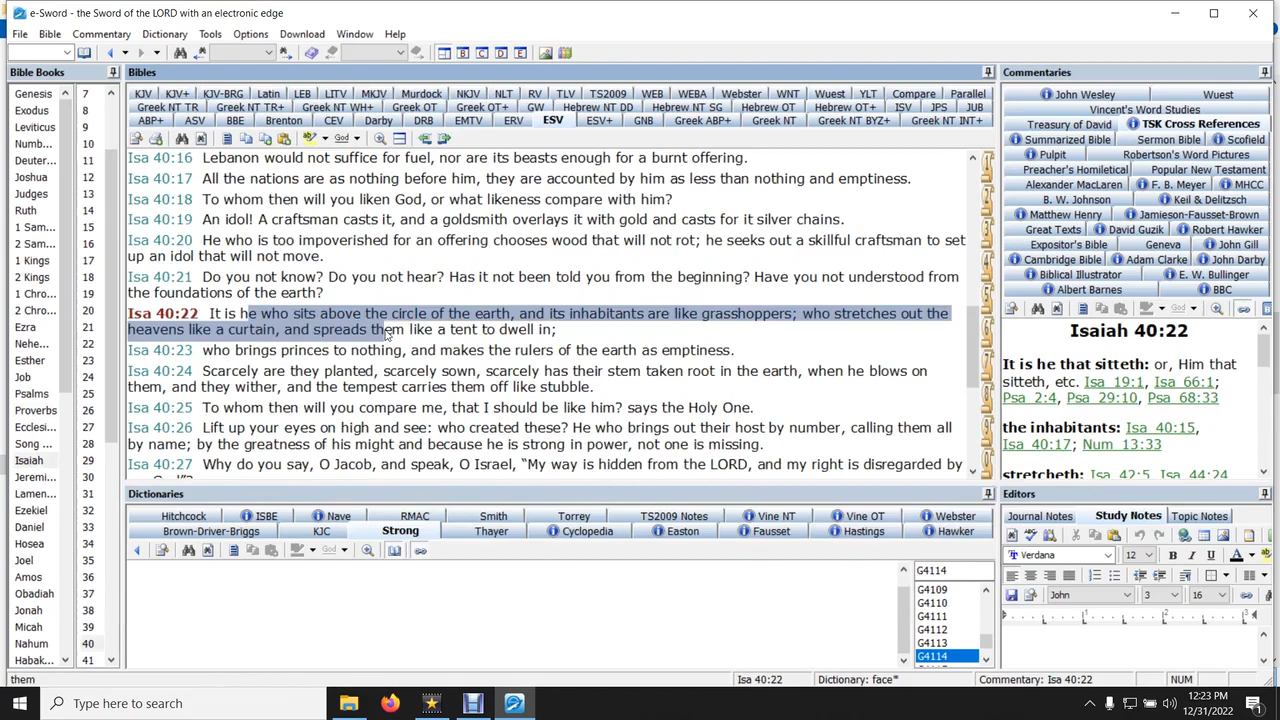 e-Sword - the Sword of the LORD with an electronic edge
File Bible Commentary Dictionary Tools Options Download Window Help
B C D E
Bible Books
Genesis
Exodus
Leviticus
Numb...
Deuter...
Joshua
Judges
Ruth
1 Sam...
2 Sam...
1 Kings
2 Kings
1 Chro...
2 Chro...
Ezra
Nehe...
Esther
Job
Psalms
Proverbs
Ecclesi...
Song ...
Isaiah
Jeremi...
Lamen...
Ezekiel
Daniel
Hosea
Joel
Amos
Obadiah
Jonah
Micah
Nahum
Habak...
7
8
9
10
11
12
13
14
15
16
17
18
19
20
21
22
23
24
25
26
27
28
29
30
31
32
33
34
35
36
37
38
39
40
41
Bibles
KJV KJV+ KJV-BRG Latin LEB LITV MKJV Murdock NKJV NLT RV TLV TS2009 WEB WEBA Webster WNT Wuest YLT Compare Parallel
Greek NT TR Greek NT TR+ Greek NT WH+ Greek OT Greek OT+ GW Hebrew NT DD Hebrew NT SG Hebrew OT Hebrew OT+ ISV JPS JUB
ABP+ ASV BBE Brenton CEV Darby DRB EMTV ERV ESV ESV+ GNB Greek ABP+ Greek NT Greek NT BYZ+ Greek NT INT+
God
Isa 40:16 Lebanon would not suffice for fuel, nor are its beasts enough for a burnt offering.
Isa 40:17 All the nations are as nothing before him, they are accounted by him as less than nothing and emptiness.
Isa 40:18 To whom then will you liken God, or what likeness compare with him?
Isa 40:19 An idol! A craftsman casts it, and a goldsmith overlays it with gold and casts for it silver chains.
Isa 40:20 He who is too impoverished for an offering chooses wood that will not rot; he seeks out a skillful craftsman to set
up an idol that will not move.
Isa 40:21 Do you not know? Do you not hear? Has it not been told you from the beginning? Have you not understood from
the foundations of the earth?
Isa 40:22 It is he who sits above the circle of the earth, and its inhabitants are like grasshoppers; who stretches out the
heavens like a curtain, and spreads them like a tent to dwell in;
Isa 40:23 who brings princes to nothing, and makes the rulers of the earth as emptiness.
Isa 40:24 Scarcely are they planted, scarcely sown, scarcely has their stem taken root in the earth, when he blows on
them, and they wither, and the tempest carries them off like stubble.
Isa 40:25 To whom then will you compare me, that I should be like him? says the Holy One.
Isa 40:26 Lift up your eyes on high and see: who created these? He who brings out their host by number, calling them all
by name; by the greatness of his might and because he is strong in power, not one is missing.
Isa 40:27 Why do you say, O Jacob, and speak, O Israel, “My way is hidden from the LORD, and my right is disregarded by
Dictionaries
Hitchcock ISBE Nave RMAC Smith Torrey TS2009 Notes Vine NT Vine OT Webster
Brown-Driver-Briggs KJC Strong Thayer Cyclopedia Easton Fausset Hastings Hawker
God
G4114
G4109
G4110
G4111
G4112
G4113
G4114
Commentaries
John Wesley Wuest
Vincent's Word Studies
Treasury of David TSK Cross References
Summarized Bible Sermon Bible Scofield
Pulpit Robertson's Word Pictures
Preacher's Homiletical Popular New Testament
Alexander MacLaren F. B. Meyer MHCC
B. W. Johnson Keil & Delitzsch
Matthew Henry Jamieson-Fausset-Brown
Great Texts David Guzik Robert Hawker
Expositor's Bible Geneva John Gill
Cambridge Bible Adam Clarke John Darby
Biblical Illustrator E. W. Bullinger
Albert Barnes BBC
God
Isaiah 40:22
It is he that sitteth: or, Him that
sitteth, etc. Isa 19:1, Isa 66:1;
Psa 2:4, Psa 29:10, Psa 68:33
the inhabitants: Isa 40:15,
Isa 40:17; Num 13:33
stretcheth: Isa 42:5, Isa 44:24
Editors
Journal Notes Study Notes Topic Notes
Verdana 12 B I U A
John 3 16
1 2 3
them Isa 40:22 Dictionary: face* Commentary: Isa 40:22 NUM
Type here to search
12:23 PM
12/31/2022